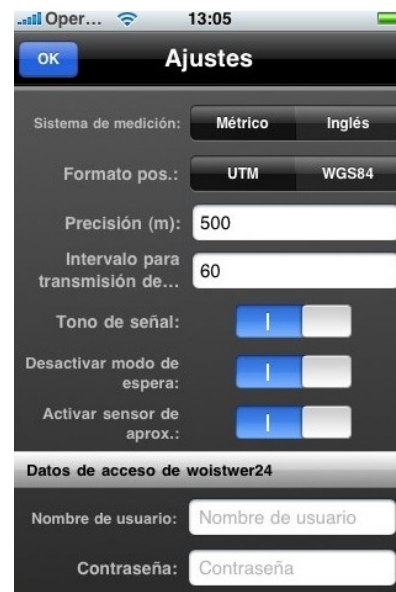 Oper... 13:05
OK Ajustes
Sistema de medición: Métrico Inglés
Formato pos.: UTM WGS84
Precisión (m): 500
Intervalo para
transmisión de... 60
Tono de señal:
Desactivar modo de
espera:
Activar sensor de
aprox.:
Datos de acceso de woistwer24
Nombre de usuario: Nombre de usuario
Contraseña: Contraseña